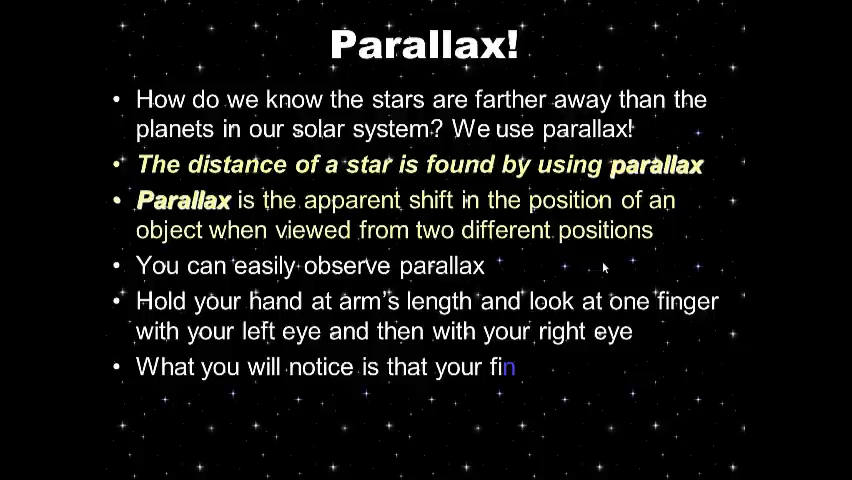 Parallax!
• How do we know the stars are farther away than the
planets in our solar system? We use parallax!
• The distance of a star is found by using parallax
• Parallax is the apparent shift in the position of an
object when viewed from two different positions
• You can easily observe parallax
• Hold your hand at arm's length and look at one finger
with your left eye and then with your right eye
• What you will notice is that your fin